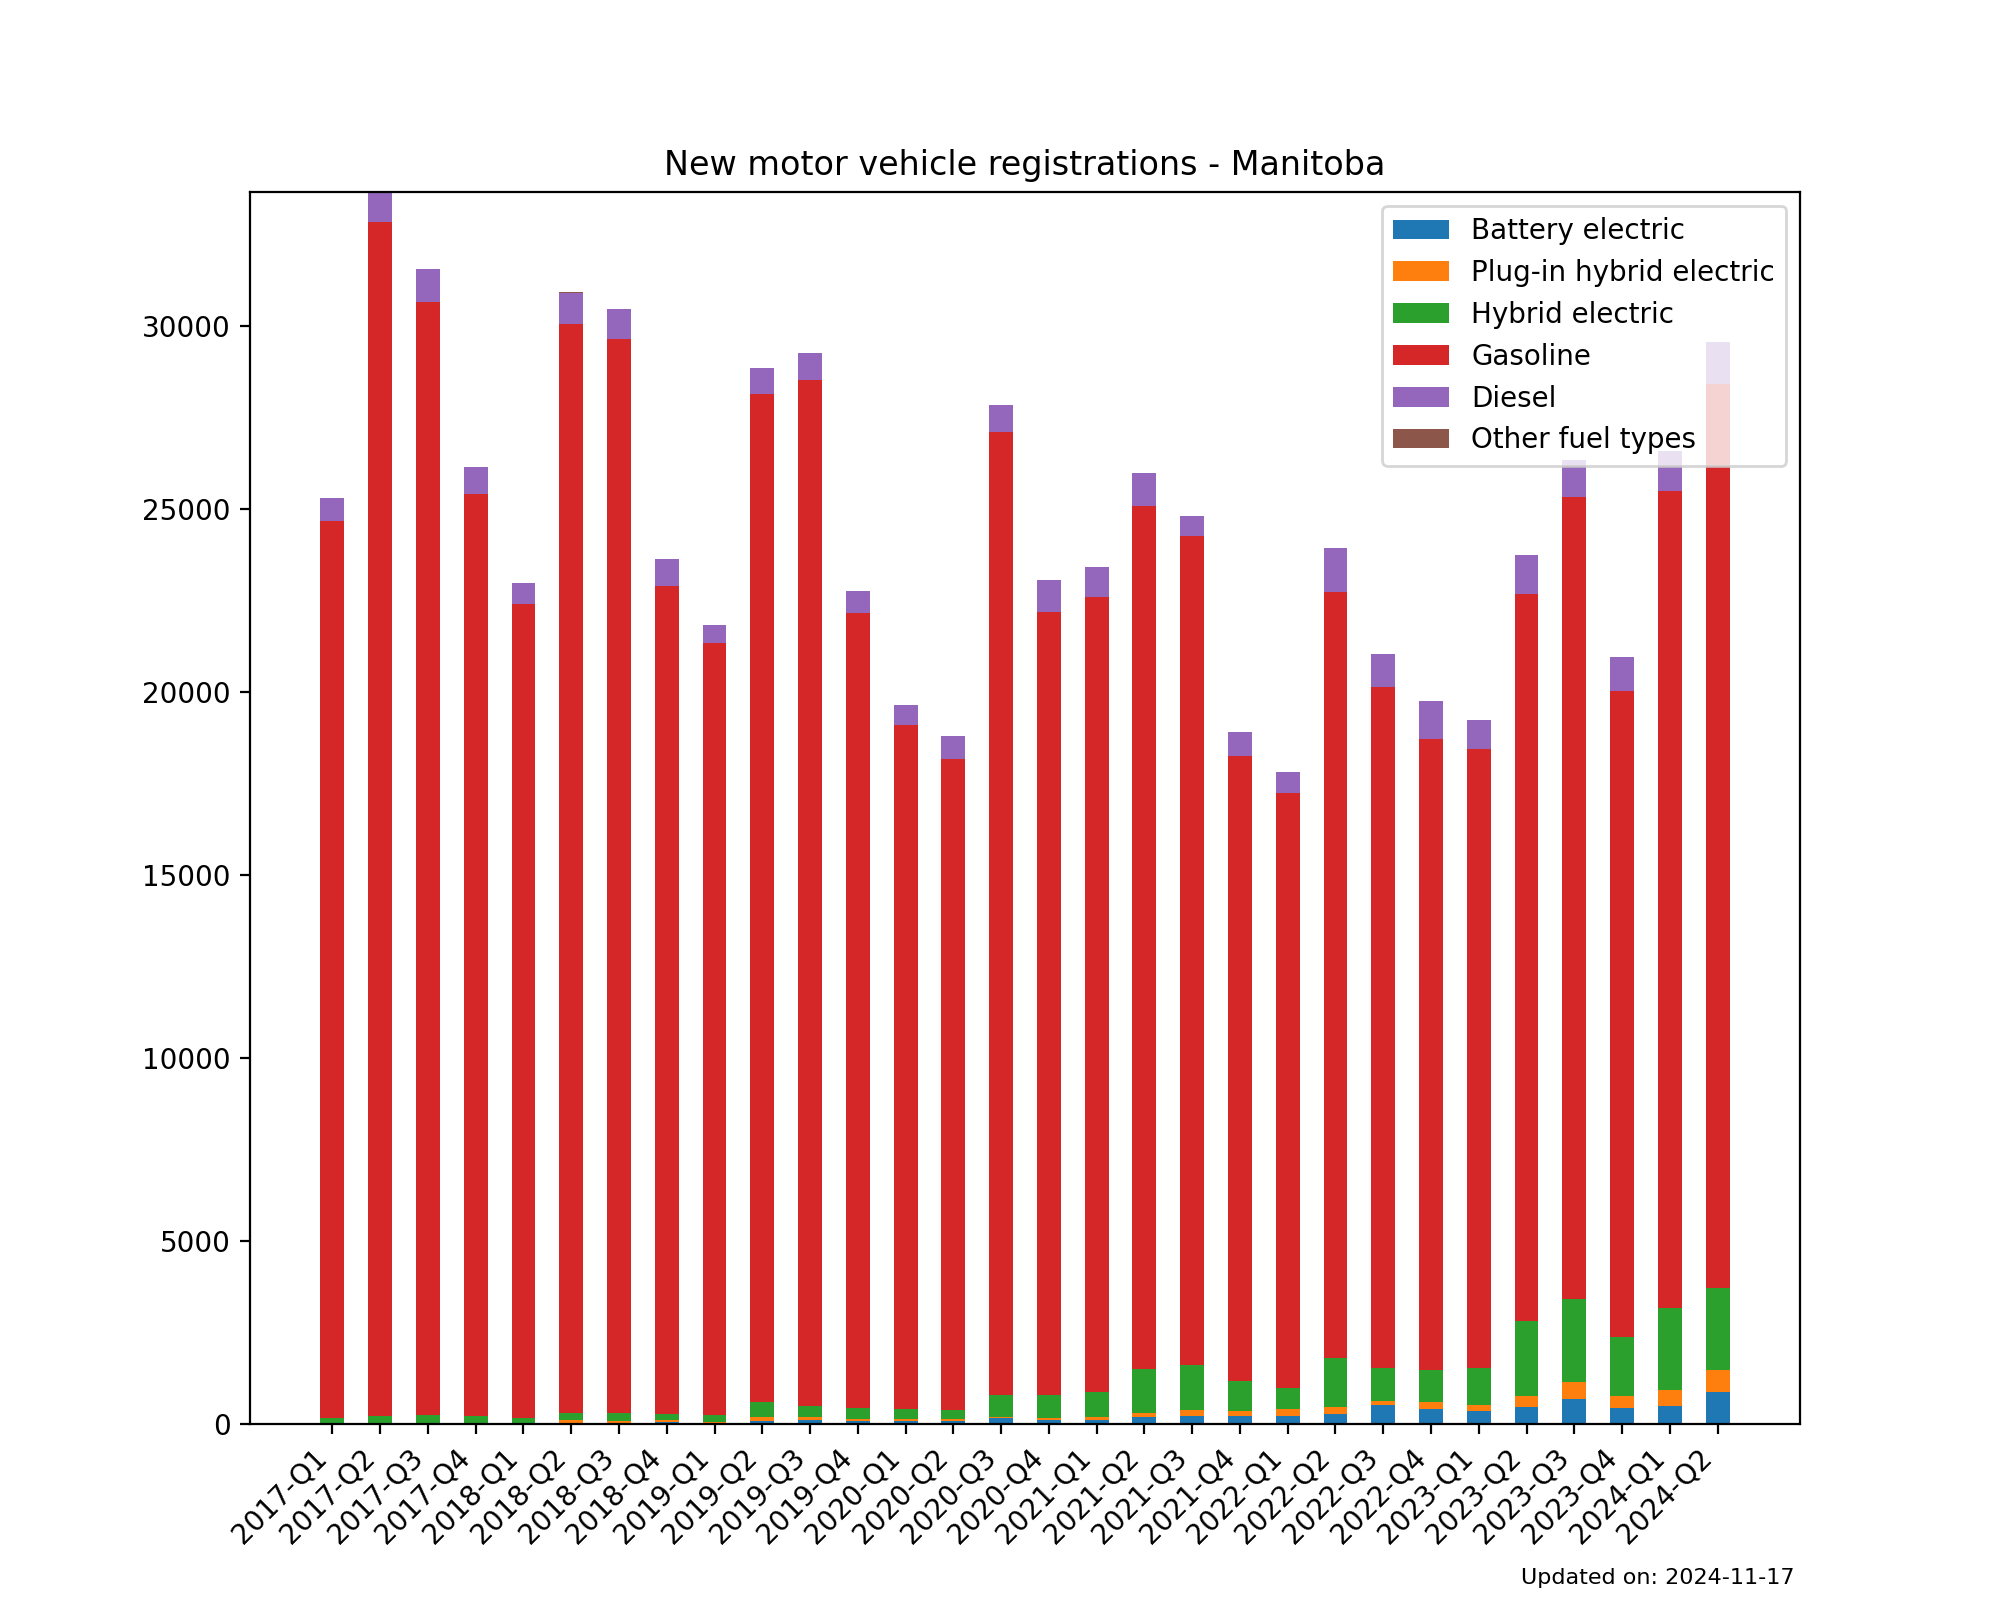 New motor vehicle registrations - Manitoba
Battery electric
Plug-in hybrid electric
Hybrid electric
Gasoline
Diesel
Other fuel types
30000
25000
20000
15000
10000
5000
0
2017-Q1
2017-Q2
2017-Q3
2017-Q4
2018-Q1
2018-Q2
2018-Q3
2018-Q4
2019-Q1
2019-Q2
2019-Q3
2019-Q4
2020-Q1
2020-Q2
2020-Q3
2020-Q4
2021-Q1
2021-Q2
2021-Q3
2021-Q4
2022-Q1
2022-Q2
2022-Q3
2022-Q4
2023-Q1
2023-Q2
2023-Q3
2023-Q4
2024-Q1
2024-Q2
Updated on: 2024-11-17